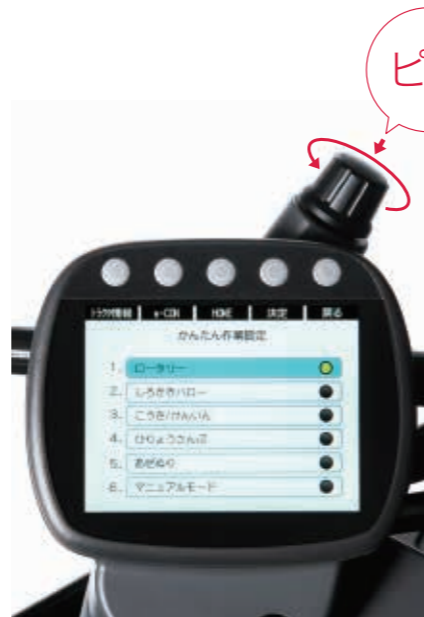 ピ
トラクタ情報 e-CON HOME 決定 戻る
かんたん作業設定
1. ロータリー
2. しろかきハロー
3. こうき/けんいん
4. ひりょうさんぷ
5. あぜぬり
6. マニュアルモード